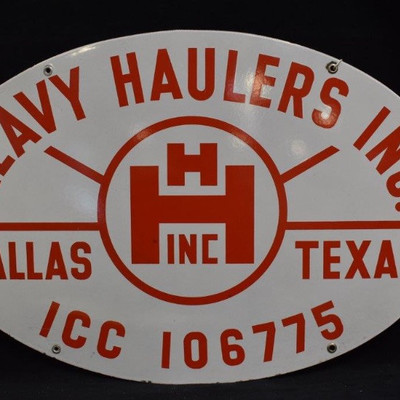 EAVY HAULERS INC.
H
H
INC
ALLAS TEXA
ICC 106775